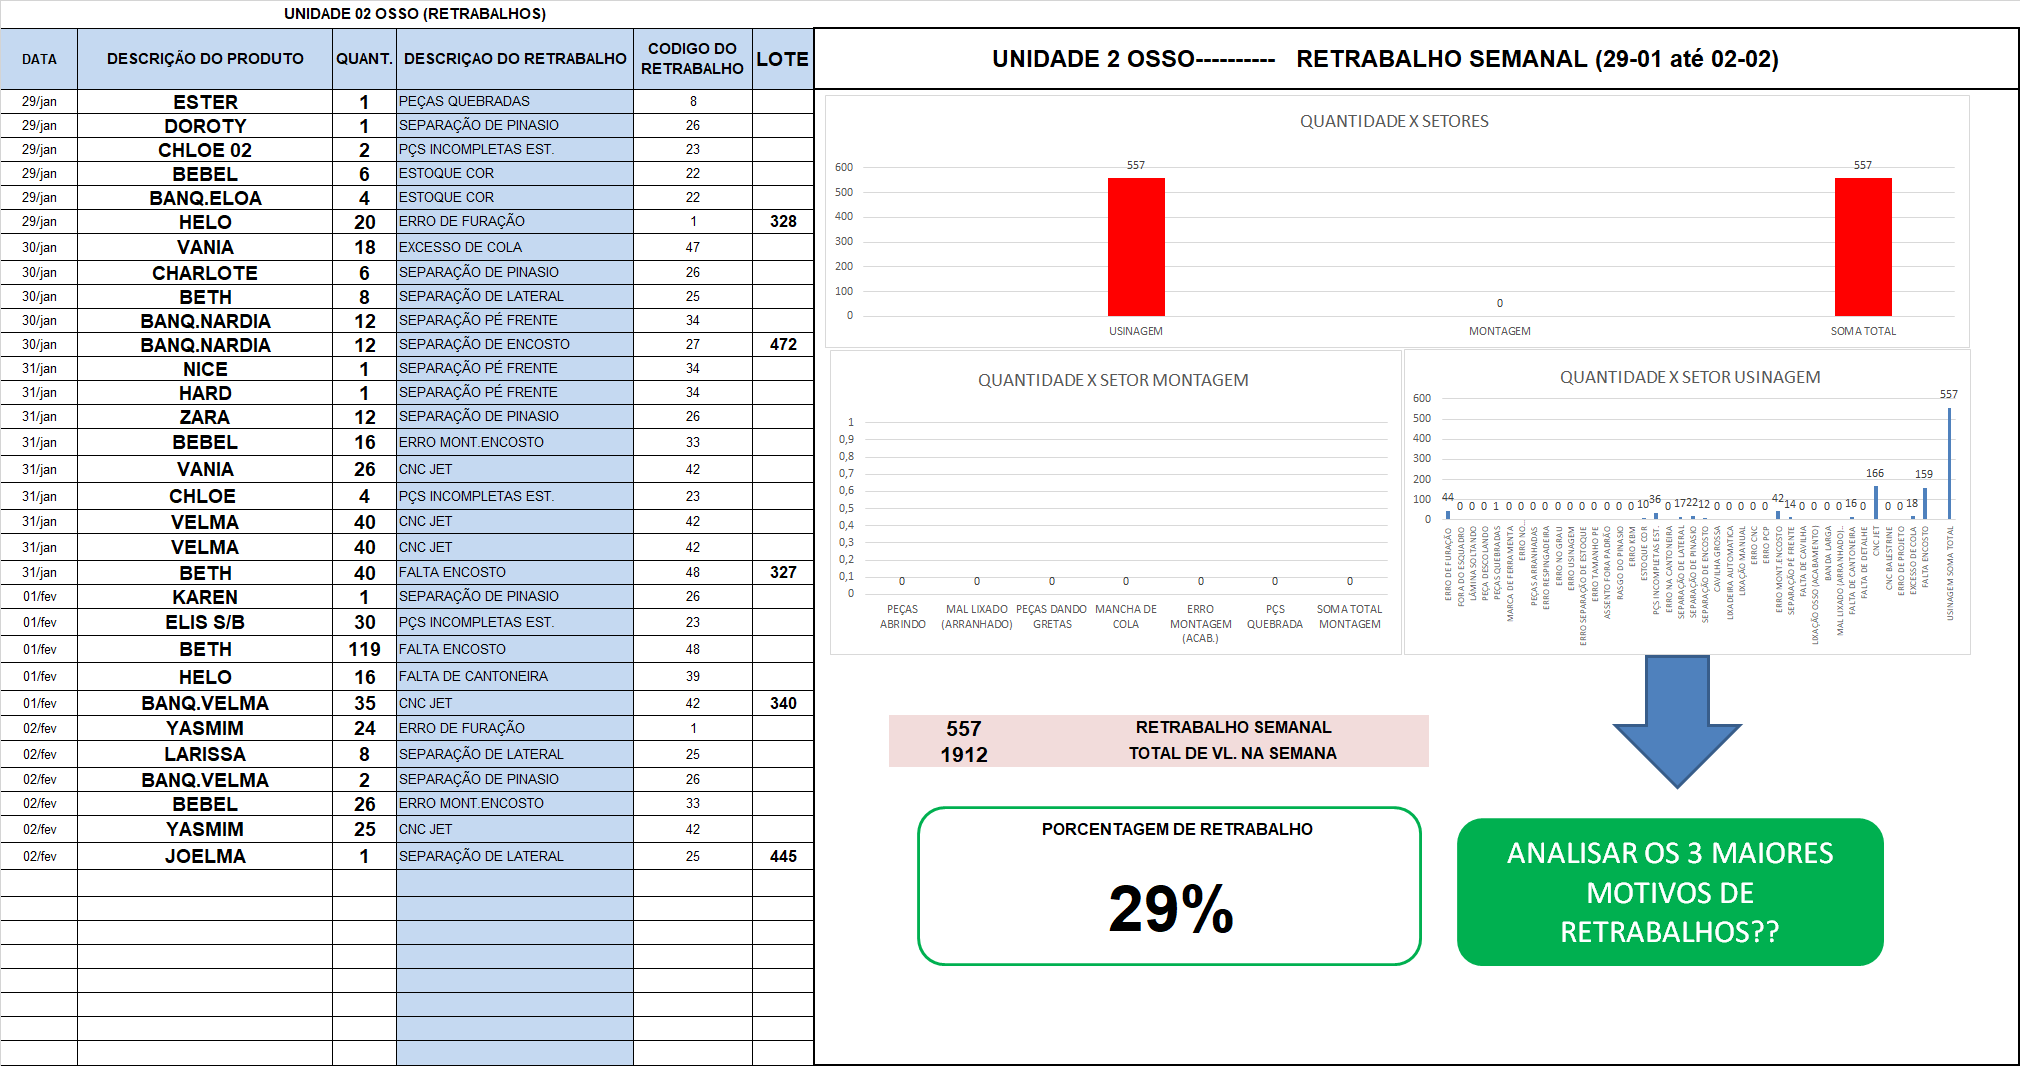 UNIDADE 02 OSSO (RETRABALHOS)
DATA DESCRIÇÃO DO PRODUTO QUANT. DESCRIÇAO DO RETRABALHO CODIGO DO RETRABALHO LOTE
29/jan ESTER 1 PEÇAS QUEBRADAS 8
29/jan DOROTY 1 SEPARAÇÃO DE PINASIO 26
29/jan CHLOE 02 2 PÇS INCOMPLETAS EST. 23
29/jan BEBEL 6 ESTOQUE COR 22
29/jan BANQ.ELOA 4 ESTOQUE COR 22
29/jan HELO 20 ERRO DE FURAÇÃO 1 328
30/jan VANIA 18 EXCESSO DE COLA 47
30/jan CHARLOTE 6 SEPARAÇÃO DE PINASIO 26
30/jan BETH 8 SEPARAÇÃO DE LATERAL 25
30/jan BANQ.NARDIA 12 SEPARAÇÃO PÉ FRENTE 34
30/jan BANQ.NARDIA 12 SEPARAÇÃO DE ENCOSTO 27 472
31/jan NICE 1 SEPARAÇÃO PÉ FRENTE 34
31/jan HARD 1 SEPARAÇÃO PÉ FRENTE 34
31/jan ZARA 12 SEPARAÇÃO DE PINASIO 26
31/jan BEBEL 16 ERRO MONT.ENCOSTO 33
31/jan VANIA 26 CNC JET 42
31/jan CHLOE 4 PÇS INCOMPLETAS EST. 23
31/jan VELMA 40 CNC JET 42
31/jan VELMA 40 CNC JET 42
31/jan BETH 40 FALTA ENCOSTO 48 327
01/fev KAREN 1 SEPARAÇÃO DE PINASIO 26
01/fev ELIS S/B 30 PÇS INCOMPLETAS EST. 23
01/fev BETH 119 FALTA ENCOSTO 48
01/fev HELO 16 FALTA DE CANTONEIRA 39
01/fev BANQ.VELMA 35 CNC JET 42 340
02/fev YASMIM 24 ERRO DE FURAÇÃO 1
02/fev LARISSA 8 SEPARAÇÃO DE LATERAL 25
02/fev BANQ.VELMA 2 SEPARAÇÃO DE PINASIO 26
02/fev BEBEL 26 ERRO MONT.ENCOSTO 33
02/fev YASMIM 25 CNC JET 42
02/fev JOELMA 1 SEPARAÇÃO DE LATERAL 25 445
UNIDADE 2 OSSO---------- RETRABALHO SEMANAL (29-01 até 02-02)
QUANTIDADE X SETORES
600
500
400
300
200
100
0
557 0 557
USINAGEM MONTAGEM SOMA TOTAL
QUANTIDADE X SETOR MONTAGEM
1
0,9
0,8
0,7
0,6
0,5
0,4
0,3
0,2
0,1
0
0 0 0 0 0 0 0
PEÇAS ABRINDO
MAL LIXADO (ARRANHADO)
PEÇAS DANDO GRETAS
MANCHA DE COLA
ERRO MONTAGEM (ACAB.)
PÇS QUEBRADA
SOMA TOTAL MONTAGEM
QUANTIDADE X SETOR USINAGEM
600
500
400
300
200
100
0
44 0 0 0 1 0 0 0 0 0 0 0 0 0 0 0 10 36 0 17 22 12 0 0 0 0 0 42 14 0 0 0 0 16 0 166 0 0 18 159 557
ERRO DE FURAÇÃO
FORA DO ESQUADRO
LÂMINA SOLTANDO
PEÇA DESCOLANDO
PEÇAS QUEBRADAS
MARCA DE FERRAMENTA
ERRO NO
PEÇAS ARRANHADAS
ERRO RESPINGADEIRA
ERRO NO GRAU
ERRO USINAGEM
ERRO SEPARAÇÃO DE ESTOQUE
ERRO TAMANHO PE
ASSENTO FORA PADRÃO
RASGO DO PINASIO
ERRO KBM
ESTOQUE COR
PÇS INCOMPLETAS EST.
ERRO NA CANTONEIRA
SEPARAÇÃO DE LATERAL
SEPARAÇÃO DE PINASIO
SEPARAÇÃO DE ENCOSTO
CAVILHA GROSSA
LIXADEIRA AUTOMATICA
LIXAÇÃO MANUAL
ERRO CNC
ERRO PCP
ERRO MONT.ENCOSTO
SEPARAÇÃO PÉ FRENTE
FALTA DE CAVILHA
LIXAÇÃO OSSO (ACABAMENTO)
BANDA LARGA
MAL LIXADO (ARRANHADO)...
FALTA DE CANTONEIRA
FALTA DE DETALHE
CNC JET
CNC BALESTRINE
ERRO DE PROJETO
EXCESSO DE COLA
FALTA ENCOSTO
USINAGEM SOMA TOTAL
557 RETRABALHO SEMANAL
1912 TOTAL DE VL. NA SEMANA
PORCENTAGEM DE RETRABALHO
29%
ANALISAR OS 3 MAIORES
MOTIVOS DE
RETRABALHOS??